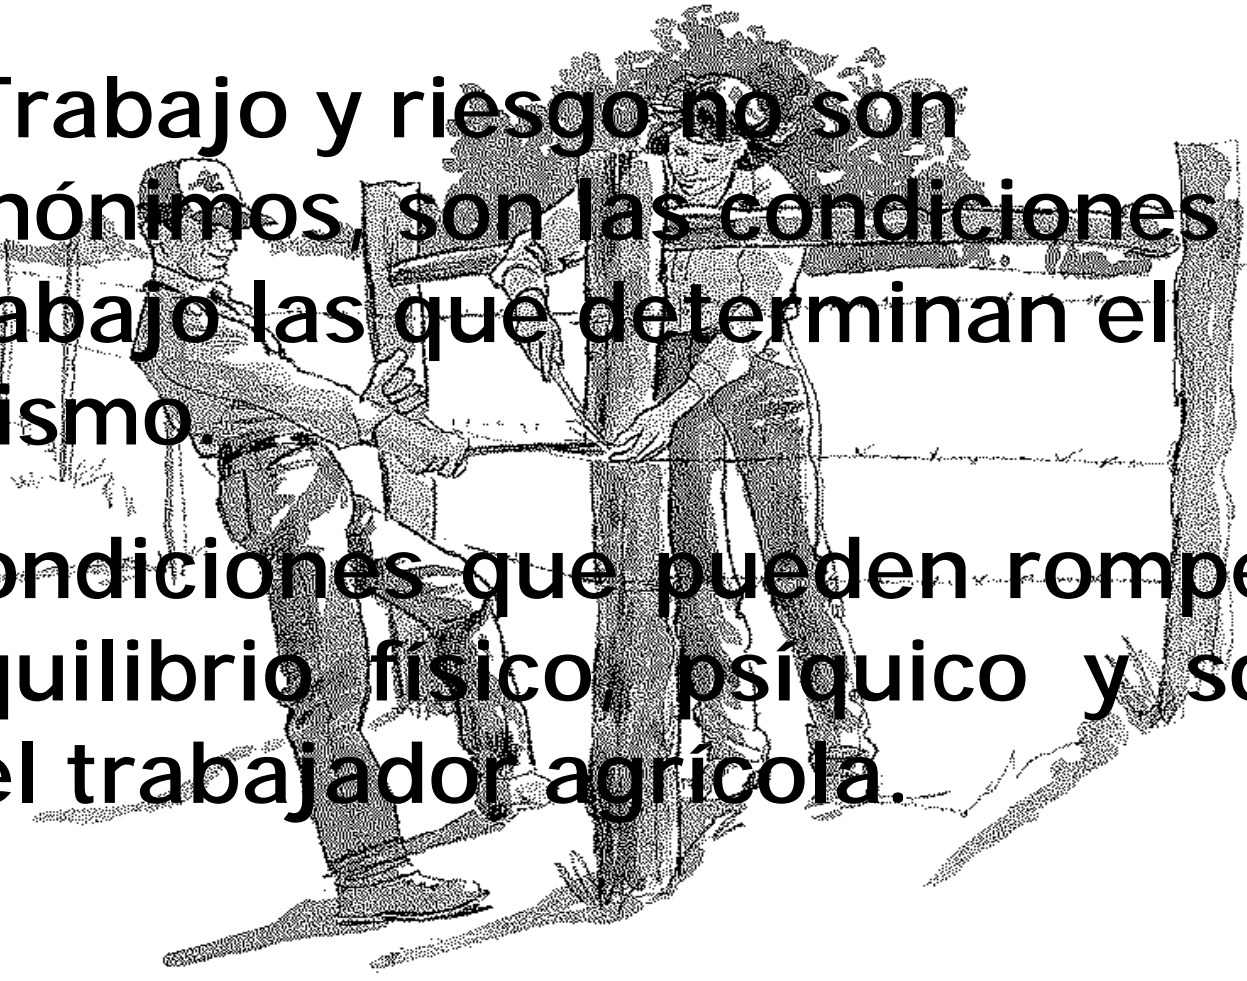 Trabajo y riesgo no son
nónimos, son las condiciones
abajo las que determinan el
ismo.
ondiciones que pueden rompe
quilibrio físico, psíquico y so
el trabajador agrícola.